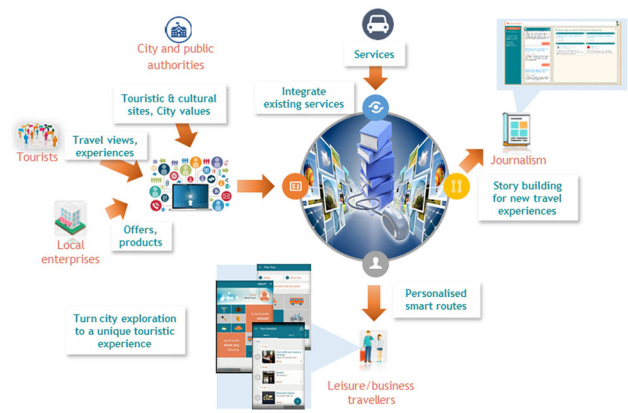 City and public
authorities
Services
Touristic & cultural
sites, City values
Integrate
existing services
Travel views,
experiences
Tourists
Journalism
Story building
for new travel
experiences
Offers,
products
Local
enterprises
Personalised
smart routes
Turn city exploration
to a unique touristic
experience
Leisure/business
travellers